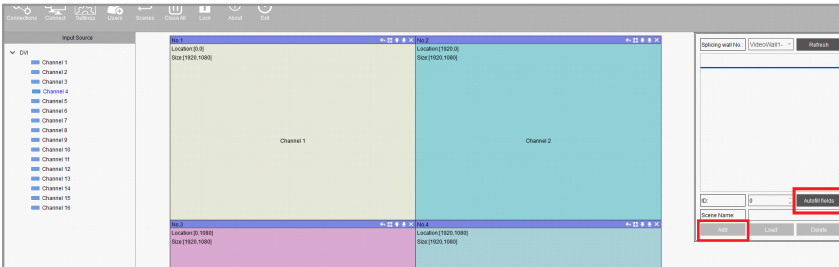 Connections Connect Settings Users Scenes Close All Lock About Exit
Input Source
DVI
Channel 1
Channel 2
Channel 3
Channel 4
Channel 5
Channel 6
Channel 7
Channel 8
Channel 9
Channel 10
Channel 11
Channel 12
Channel 13
Channel 14
Channel 15
Channel 16
No.1
Location:[0,0]
Size:[1920,1080]
Channel 1
No.2
Location:[1920,0]
Size:[1920,1080]
Channel 2
No.3
Location:[0,1080]
Size:[1920,1080]
No.4
Location:[1920,1080]
Size:[1920,1080]
Splicing wall No.: VideoWall1- Refresh
ID: 0 Autofill fields
Scene Name:
Add Load Delete